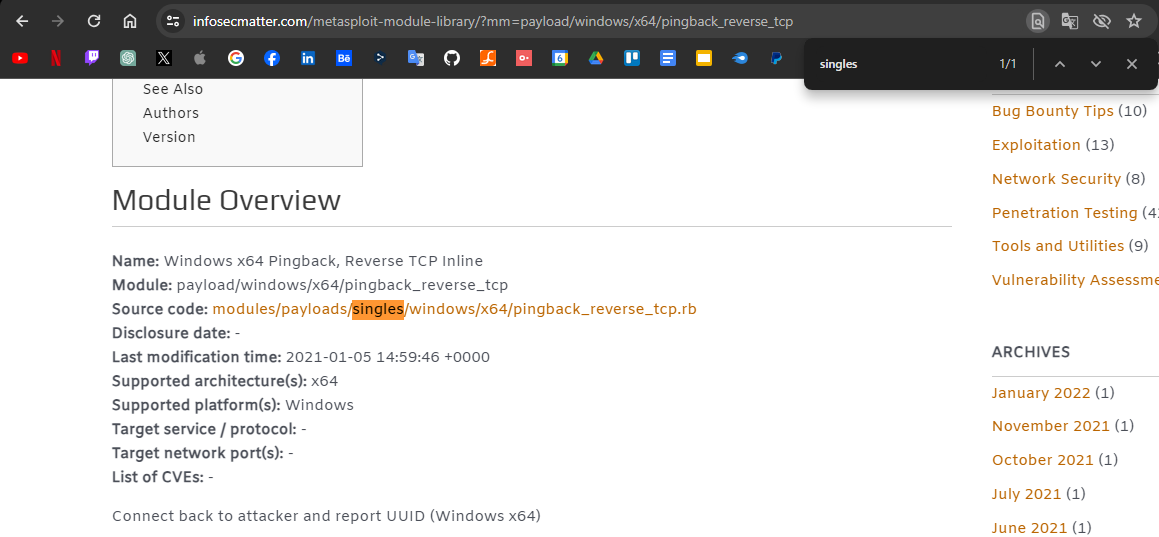 infosecmatter.com/metasploit-module-library/?mm=payload/windows/x64/pingback_reverse_tcp
singles 1/1
See Also
Authors
Version
Module Overview
Name: Windows x64 Pingback, Reverse TCP Inline
Module: payload/windows/x64/pingback_reverse_tcp
Source code: modules/payloads/singles/windows/x64/pingback_reverse_tcp.rb
Disclosure date: -
Last modification time: 2021-01-05 14:59:46 +0000
Supported architecture(s): x64
Supported platform(s): Windows
Target service / protocol: -
Target network port(s): -
List of CVEs: -
Connect back to attacker and report UUID (Windows x64)
Bug Bounty Tips (10)
Exploitation (13)
Network Security (8)
Penetration Testing (4
Tools and Utilities (9)
Vulnerability Assessme
ARCHIVES
January 2022 (1)
November 2021 (1)
October 2021 (1)
July 2021 (1)
June 2021 (1)